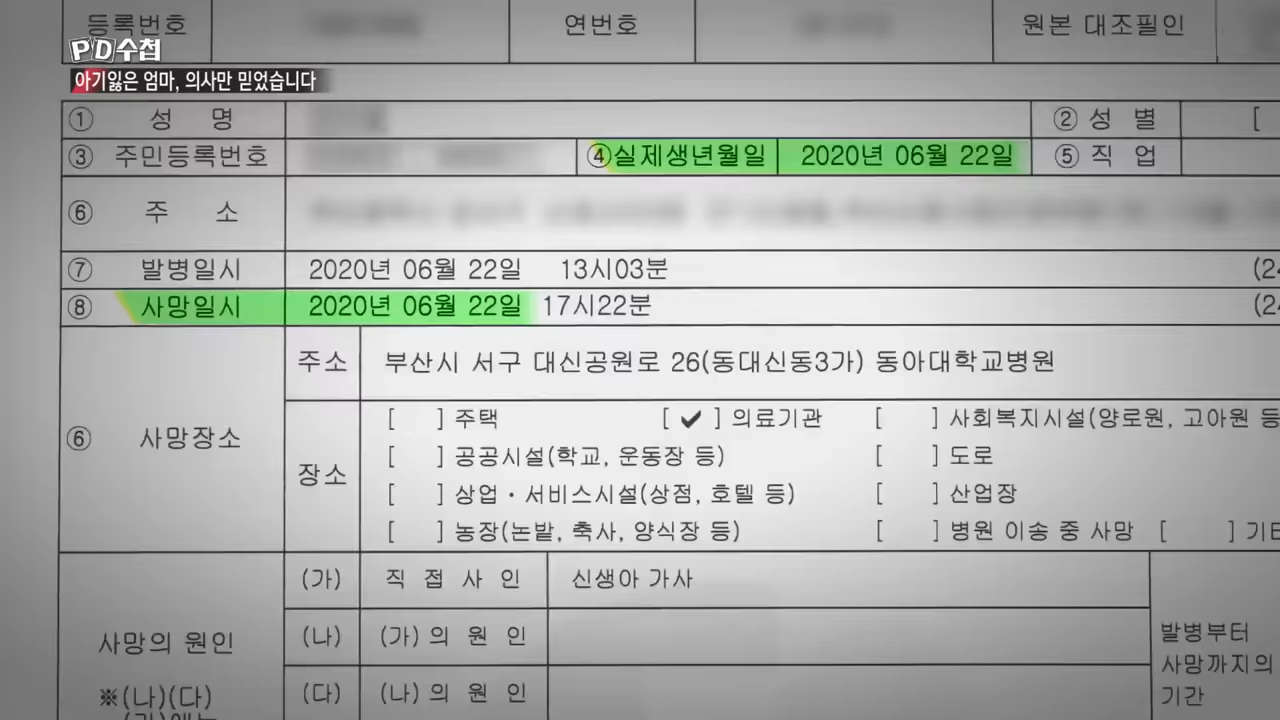 등록번호 연번호 원본 대조필인
PD수첩
아기잃은 엄마, 의사만 믿었습니다
① 성 명 ② 성 별 [
③ 주민등록번호 ④실제생년월일 2020년 06월 22일 ⑤ 직 업
⑥ 주 소
⑦ 발병일시 2020년 06월 22일 13시03분 (24
⑧ 사망일시 2020년 06월 22일 17시22분 (24
⑥ 사망장소
주소 부산시 서구 대신공원로 26(동대신동3가) 동아대학교병원
장소
[ ] 주택 [ ✔ ] 의료기관 [ ] 사회복지시설(양로원, 고아원 등
[ ] 공공시설(학교, 운동장 등) [ ] 도로
[ ] 상업・서비스시설(상점, 호텔 등) [ ] 산업장
[ ] 농장(논밭, 축사, 양식장 등) [ ] 병원 이송 중 사망 [ ] 기타
사망의 원인
※(나)(다)
(가) 직 접 사 인 신생아 가사
(나) (가) 의 원 인
(다) (나) 의 원 인
발병부터
사망까지의
기간